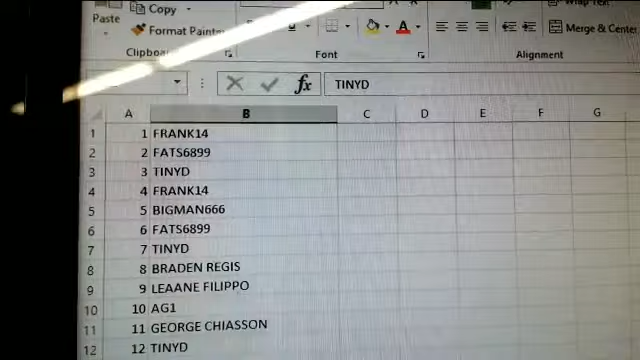 Copy
Wrap Text
Paste
Format Painter
Merge & Center
Clipboard
Font
Alignment
fx TINYD
A B C D E F G
1 1 FRANK14
2 2 FATS6899
3 3 TINYD
4 4 FRANK14
5 5 BIGMAN666
6 6 FATS6899
7 7 TINYD
8 8 BRADEN REGIS
9 9 LEAANE FILIPPO
10 10 AG1
11 11 GEORGE CHIASSON
12 12 TINYD